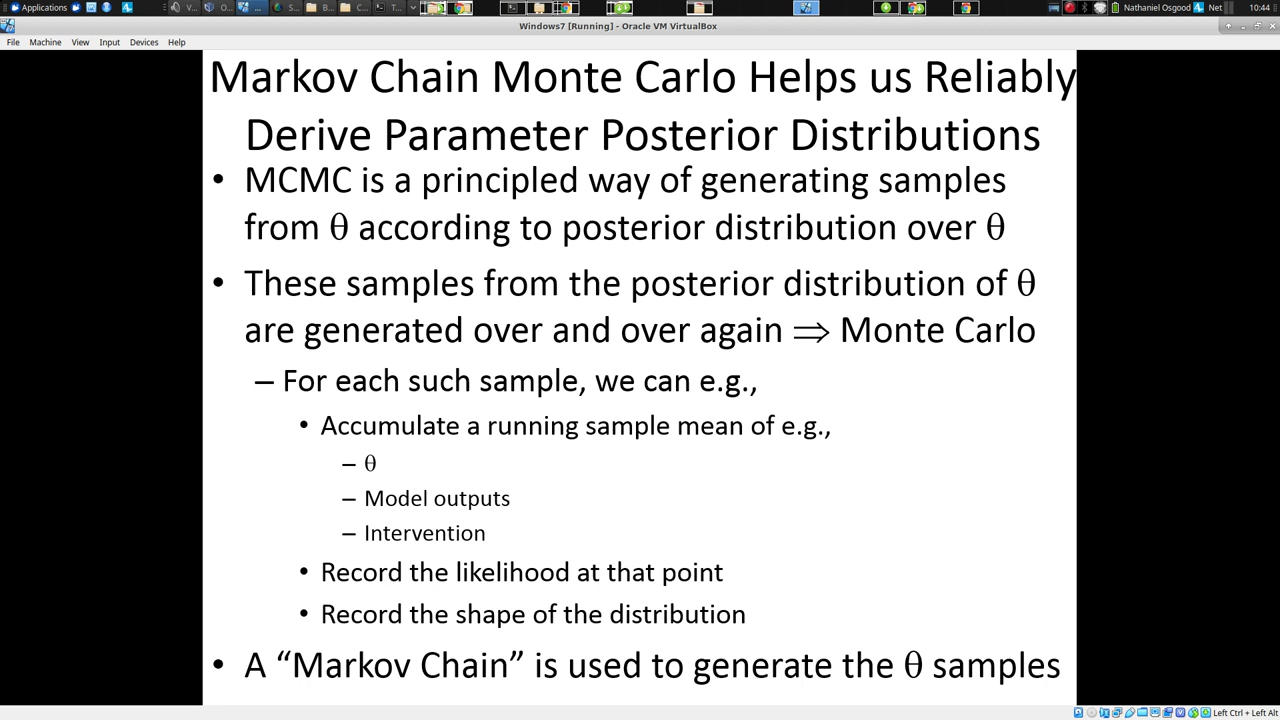 Applications
Nathaniel Osgood
Net
10:44
Windows7 [Running] - Oracle VM VirtualBox
File Machine View Input Devices Help
Markov Chain Monte Carlo Helps us Reliably
Derive Parameter Posterior Distributions
• MCMC is a principled way of generating samples
from θ according to posterior distribution over θ
• These samples from the posterior distribution of θ
are generated over and over again ⇒ Monte Carlo
– For each such sample, we can e.g.,
• Accumulate a running sample mean of e.g.,
– θ
– Model outputs
– Intervention
• Record the likelihood at that point
• Record the shape of the distribution
• A “Markov Chain” is used to generate the θ samples
Left Ctrl + Left Alt